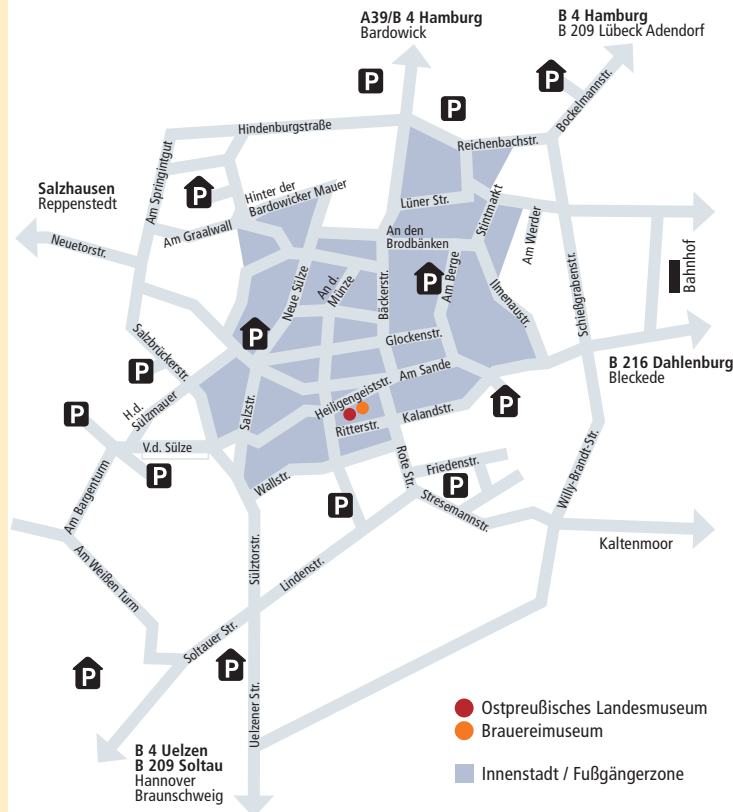 A39/B 4 Hamburg
Bardowick
B 4 Hamburg
B 209 Lübeck Adendorf
P
P
P
Bockelmannstr.
Hindenburgstraße
Reichenbachstr.
Am Springintgut
P
Hinter der
Bardowicker Mauer
Salzhausen
Reppenstedt
Lüner Str.
Stintmarkt
Am Werder
Am Graalwall
An den
Brodbänken
Neuetorstr.
Neue Sülze
An d.
Münze
Bäckerstr.
P
Am Berge
Ilmenaustr.
Schießgrabenstr.
Bahnhof
Salzbrückerstr.
P
Glockenstr.
P
Am Sande
B 216 Dahlenburg
Bleckede
H.d.
Sülzmauer
Salzstr.
Heiligengeiststr.
P
P
Ritterstr.
Kalandstr.
V.d. Sülze
P
Wallstr.
Rote Str.
Friedenstr.
P
P
Stresemannstr.
Willy-Brandt-Str.
Am Bargenturm
Kaltenmoor
Am Weißen Turm
Sülztorstr.
Lindenstr.
Soltauer Str.
P
P
Uelzener Str.
B 4 Uelzen
B 209 Soltau
Hannover
Braunschweig
Ostpreußisches Landesmuseum
Brauereimuseum
Innenstadt / Fußgängerzone